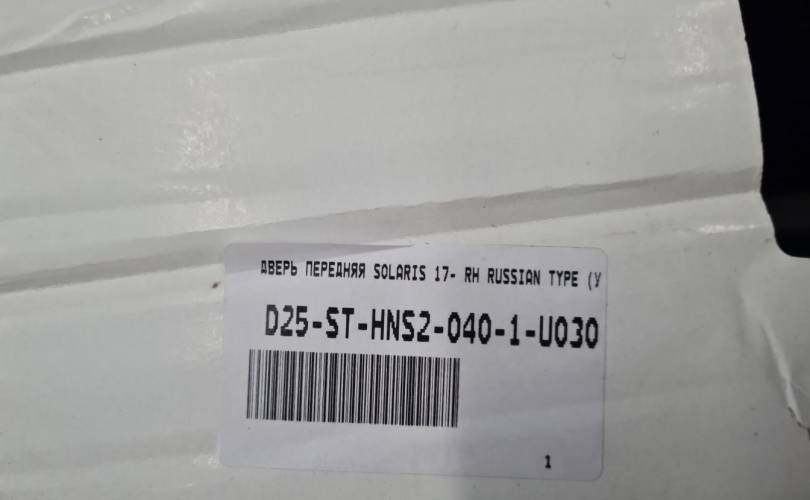 ДВЕРЬ ПЕРЕДНЯЯ SOLARIS 17- RH RUSSIAN TYPE (У
D25-ST-HNS2-040-1-U030
1